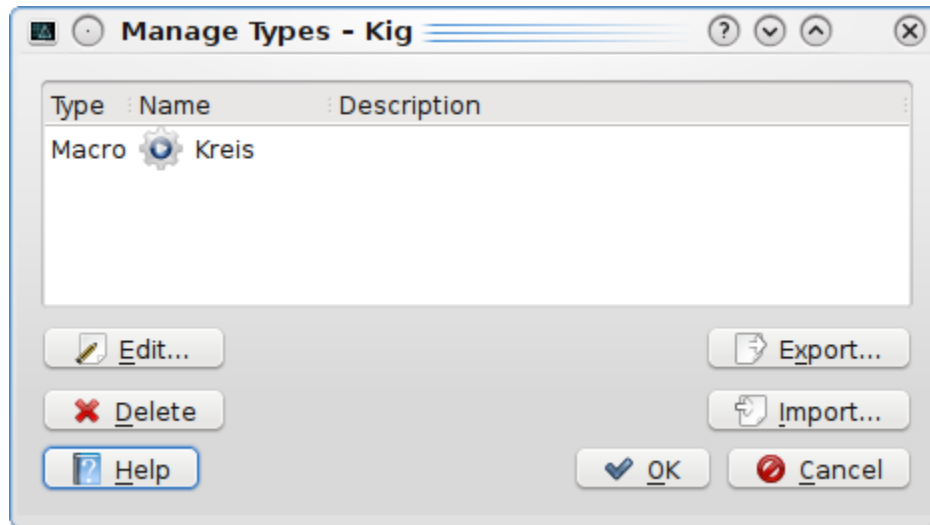 Manage Types - Kig
Type Name Description
Macro Kreis
Edit... Export...
Delete Import...
Help OK Cancel